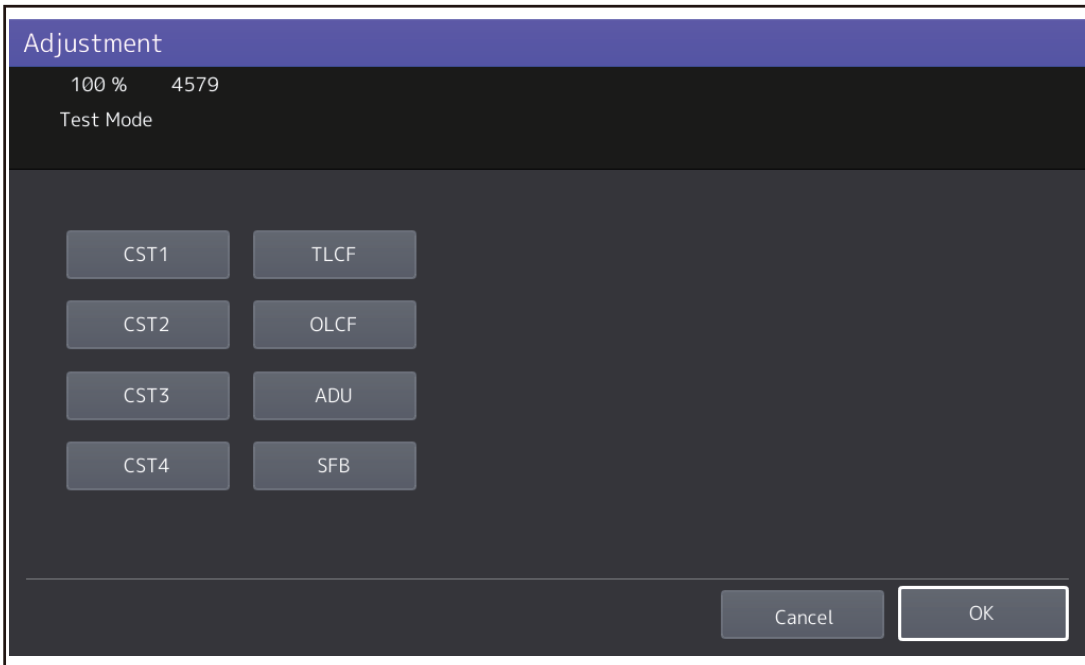 Adjustment
100 % 4579
Test Mode
CST1 TLCF
CST2 OLCF
CST3 ADU
CST4 SFB
Cancel OK